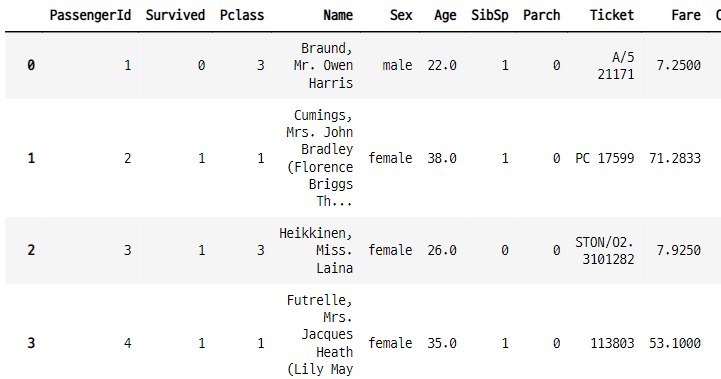 PassengerId Survived Pclass Name Sex Age SibSp Parch Ticket Fare
Braund,
0 1 0 3 Mr. Owen male 22.0 1 0 A/5 21171 7.2500
Harris
Cumings,
Mrs. John
Bradley
1 2 1 1 (Florence female 38.0 1 0 PC 17599 71.2833
Briggs
Th...
Heikkinen,
2 3 1 3 Miss. female 26.0 0 0 STON/O2. 3101282 7.9250
Laina
Futrelle,
Mrs.
Jacques
3 4 1 1 Heath female 35.0 1 0 113803 53.1000
(Lily May